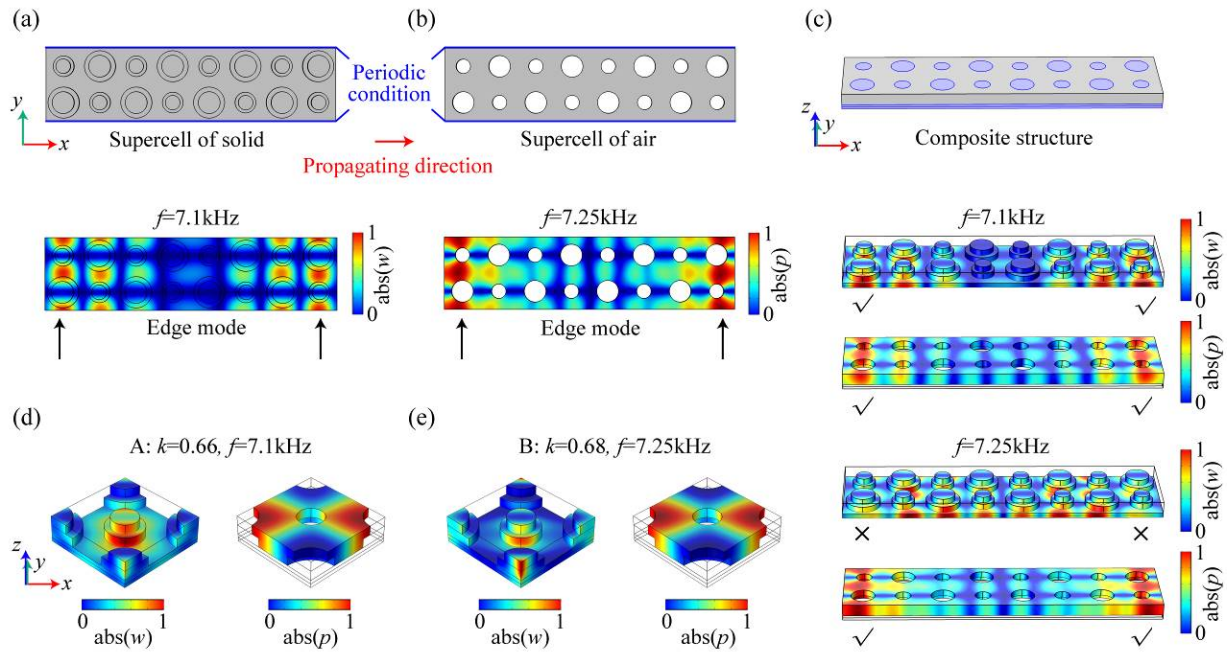 (a)
y
x
Supercell of solid
Periodic
condition
Propagating direction
(b)
Supercell of air
(c)
z
y
x
Composite structure
f=7.1kHz
1
0
abs(w)
Edge mode
f=7.25kHz
1
0
abs(p)
Edge mode
f=7.1kHz
1
0
abs(w)
√ √
1
0
abs(p)
√ √
f=7.25kHz
1
0
abs(w)
× ×
1
0
abs(p)
√ √
(d)
A: k=0.66, f=7.1kHz
z
y
x
0 1
abs(w)
0 1
abs(p)
(e)
B: k=0.68, f=7.25kHz
0 1
abs(w)
0 1
abs(p)